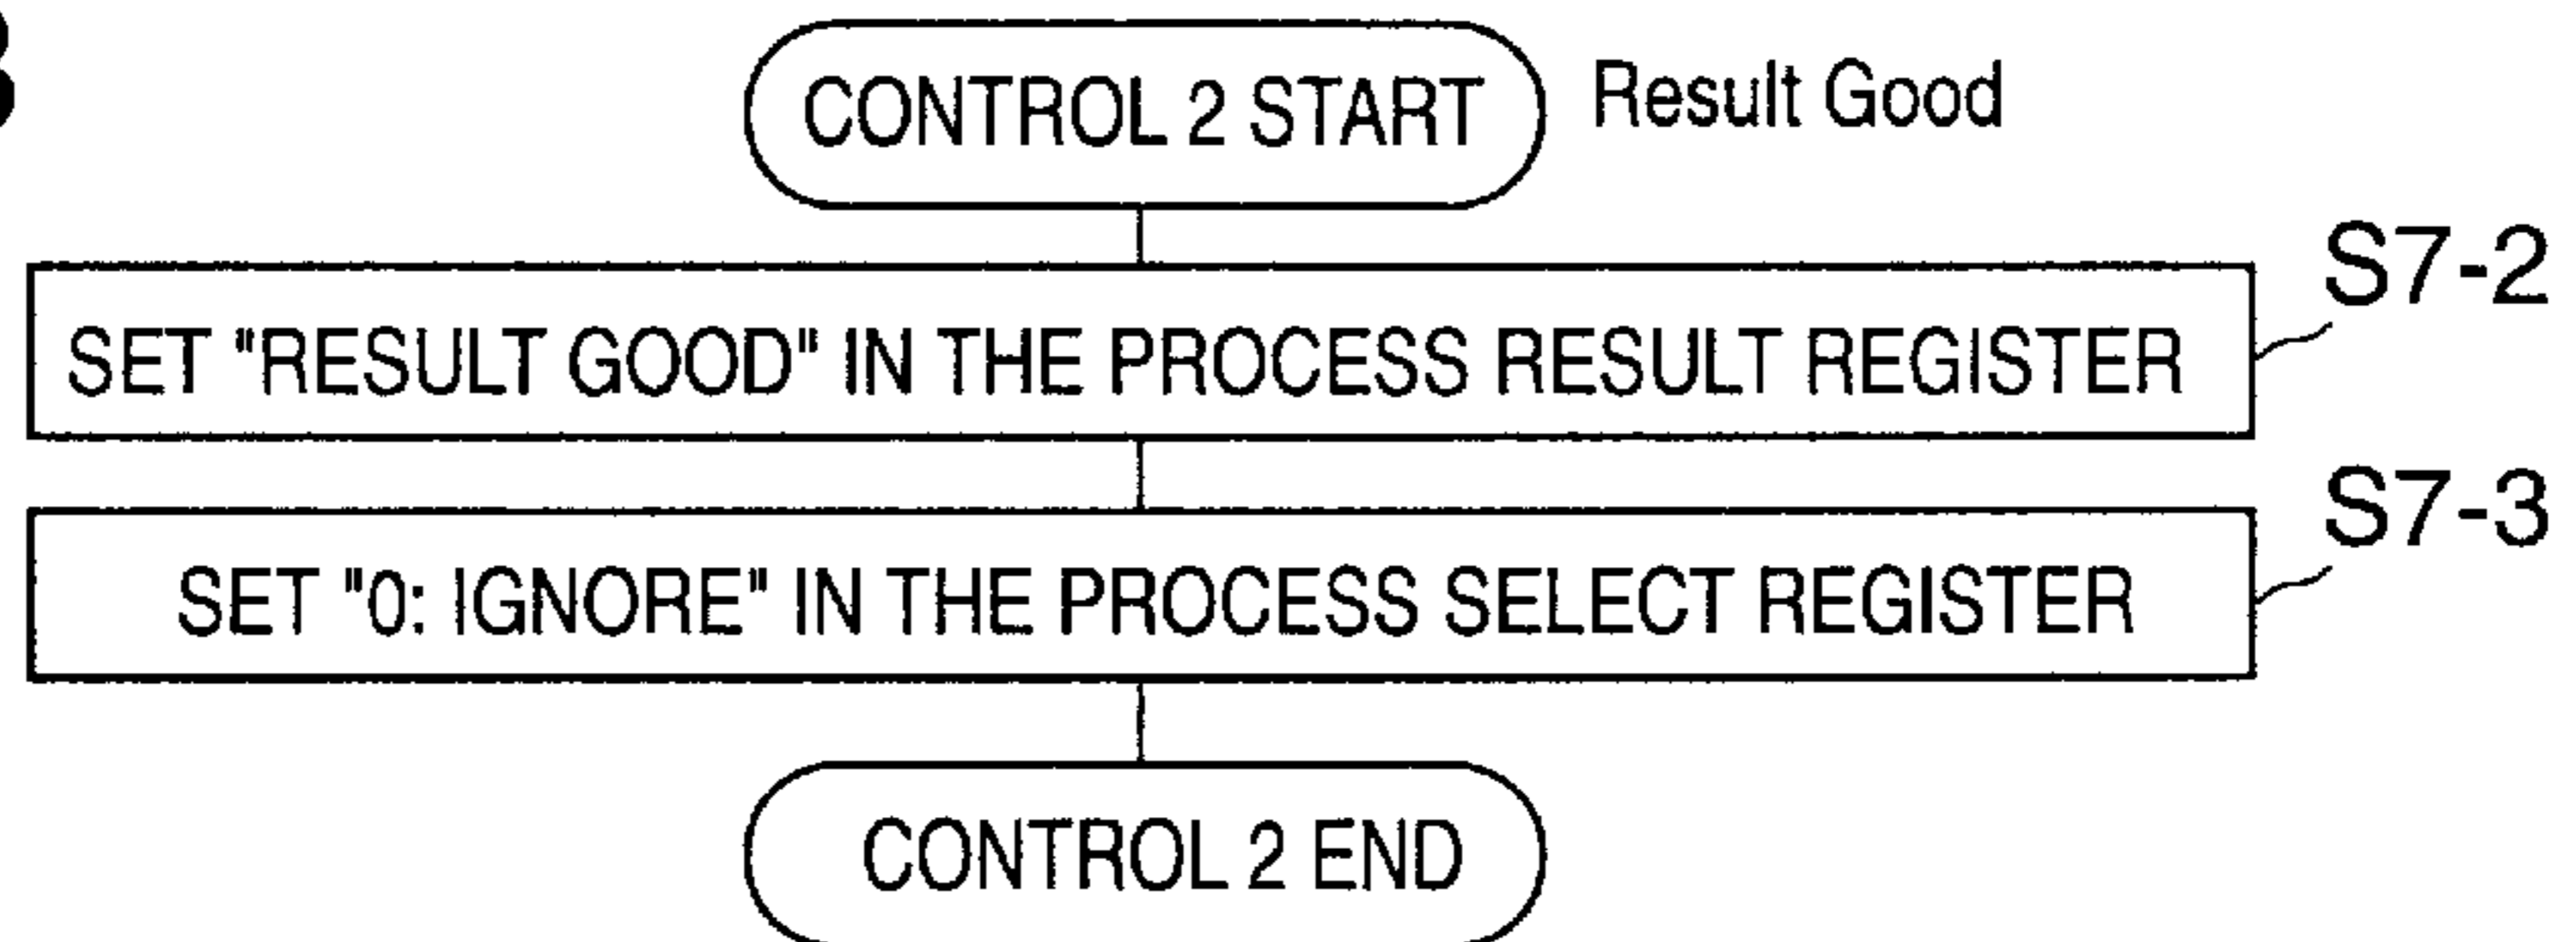 CONTROL 2 START Result Good
S7-2
SET "RESULT GOOD" IN THE PROCESS RESULT REGISTER
S7-3
SET "0: IGNORE" IN THE PROCESS SELECT REGISTER
CONTROL 2 END